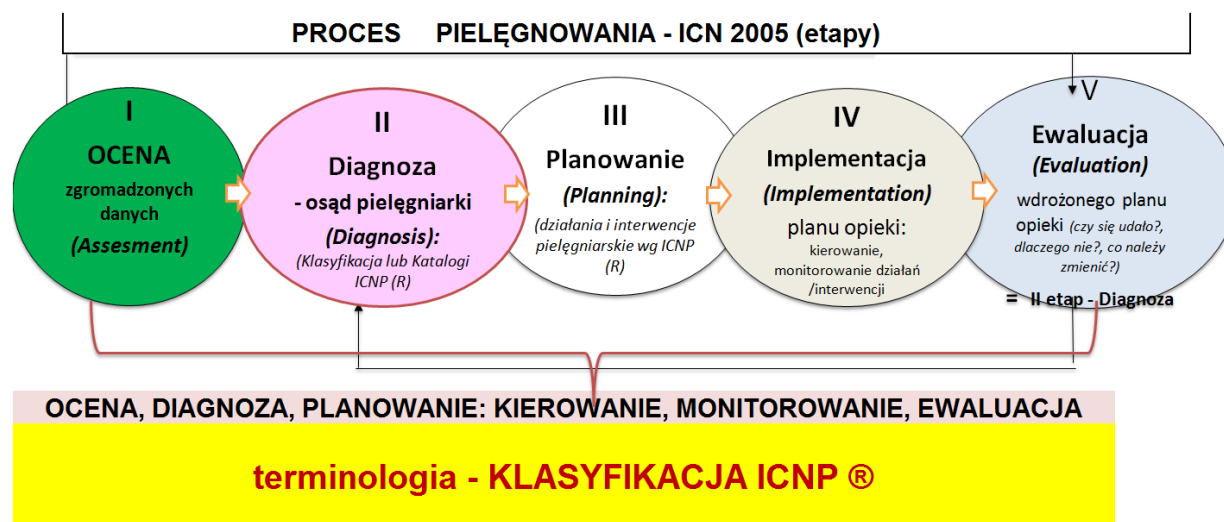 PROCES PIELĘGNOWANIA - ICN 2005 (etapy)
I
OCENA
zgromadzonych
danych
(Assesment)
II
Diagnoza
- osąd pielęgniarki
(Diagnosis):
(Klasyfikacja lub Katalogi
ICNP (R)
III
Planowanie
(Planning):
(działania i interwencje
pielęgniarskie wg ICNP
(R)
IV
Implementacja
(Implementation)
planu opieki:
kierowanie,
monitorowanie działań
/interwencji
V
Ewaluacja
(Evaluation)
wdrożonego planu
opieki (czy się udało?,
dlaczego nie?, co należy
zmienić?)
= II etap - Diagnoza
OCENA, DIAGNOZA, PLANOWANIE: KIEROWANIE, MONITOROWANIE, EWALUACJA
terminologia - KLASYFIKACJA ICNP ®